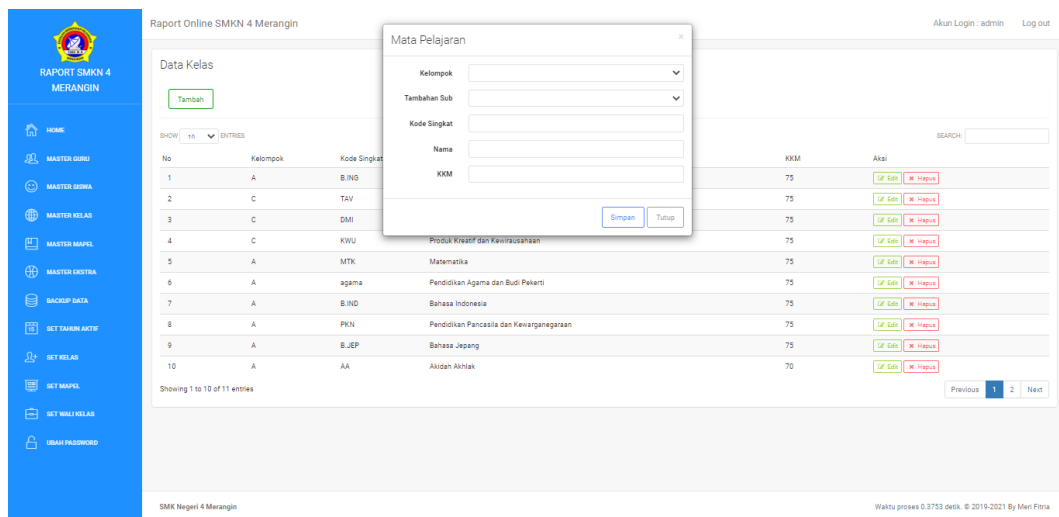 Raport Online SMKN 4 Merangin
Akun Login : admin Log out
RAPORT SMKN 4
MERANGIN
HOME
MASTER GURU
MASTER SISWA
MASTER KELAS
MASTER MAPEL
MASTER EKSTRA
BACKUP DATA
SET TAHUN AKTIF
SET KELAS
SET MAPEL
SET WALI KELAS
UBAH PASSWORD
Mata Pelajaran ×
Kelompok
Tambahan Sub
Kode Singkat
Nama
KKM
Simpan Tutup
Data Kelas
Tambah
SHOW 10 ENTRIES SEARCH:
No Kelompok Kode Singkat KKM Aksi
1 A B.ING 75 Edit Hapus
2 C TAV 75 Edit Hapus
3 C DMI 75 Edit Hapus
4 C KWU Produk Kreatif dan Kewirausahaan 75 Edit Hapus
5 A MTK Matematika 75 Edit Hapus
6 A agama Pendidikan Agama dan Budi Pekerti 75 Edit Hapus
7 A B.IND Bahasa Indonesia 75 Edit Hapus
8 A PKN Pendidikan Pancasila dan Kewarganegaraan 75 Edit Hapus
9 A B.JEP Bahasa Jepang 75 Edit Hapus
10 A AA Akidah Akhlak 70 Edit Hapus
Showing 1 to 10 of 11 entries
Previous 1 2 Next
SMK Negeri 4 Merangin
Waktu proses 0.3753 detik. © 2019-2021 By Meri Fitria